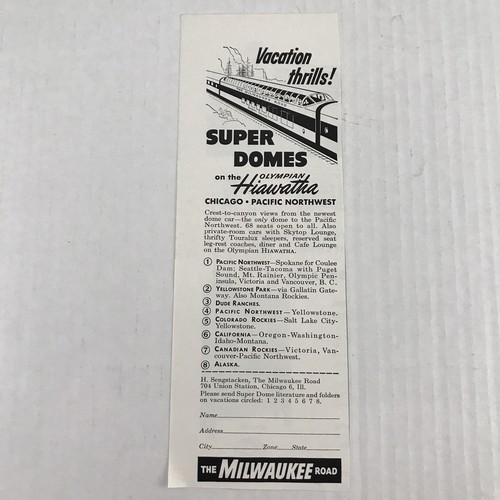 Vacation
thrills!
SUPER
DOMES
on the OLYMPIAN
Hiawatha
CHICAGO • PACIFIC NORTHWEST
Crest-to-canyon views from the newest
dome car—the only dome to the Pacific
Northwest. 68 seats open to all. Also
private-room cars with Skytop Lounge,
thrifty Touralux sleepers, reserved seat
leg-rest coaches, diner and Cafe Lounge
on the Olympian HIAWATHA.
1 PACIFIC NORTHWEST—Spokane for Coulee
Dam; Seattle-Tacoma with Puget
Sound, Mt. Rainier, Olympic Pen-
insula, Victoria and Vancouver, B. C.
2 YELLOWSTONE PARK—via Gallatin Gate-
way. Also Montana Rockies.
3 DUDE RANCHES.
4 PACIFIC NORTHWEST—Yellowstone.
5 COLORADO ROCKIES—Salt Lake City-
Yellowstone.
6 CALIFORNIA—Oregon-Washington-
Idaho-Montana.
7 CANADIAN ROCKIES—Victoria, Van-
couver-Pacific Northwest.
8 ALASKA.
H. Sengstacken, The Milwaukee Road
704 Union Station, Chicago 6, Ill.
Please send Super Dome literature and folders
on vacations circled: 1 2 3 4 5 6 7 8.
Name
Address
City Zone State
THE MILWAUKEE ROAD